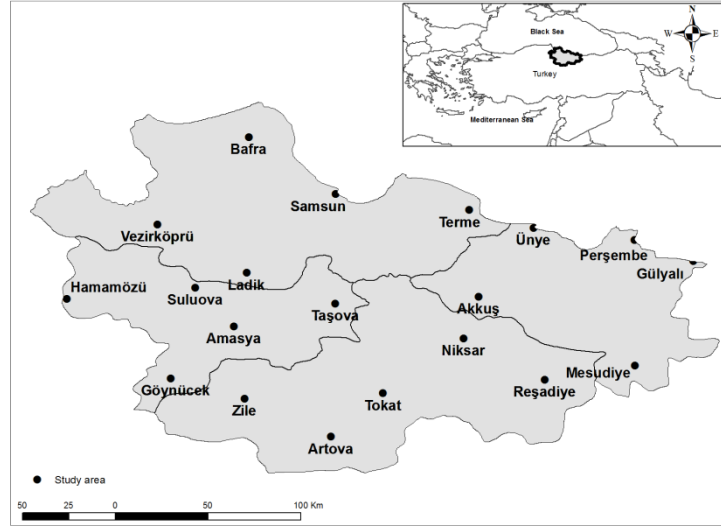 N
Black Sea
W E
S
Turkey
Mediterranean Sea
Bafra
Samsun
Terme
Vezirköprü
Ünye
Perşembe
Gülyalı
Hamamözü
Ladik
Suluova
Taşova
Akkuş
Amasya
Niksar
Mesudiye
Göynücek
Reşadiye
Zile
Tokat
Artova
Study area
50 25 0 50 100 Km